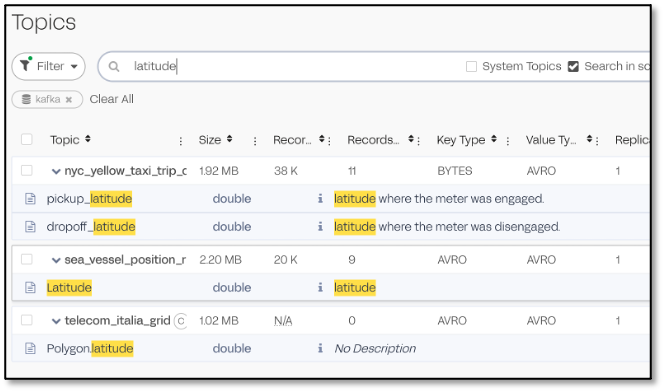 Topics
Filter latitude System Topics Search in sc
kafka × Clear All
Topic Size Recor... Records... Key Type Value Ty... Replica
nyc_yellow_taxi_trip_d 1.92 MB 38 K 11 BYTES AVRO 1
pickup_latitude double i latitude where the meter was engaged.
dropoff_latitude double i latitude where the meter was disengaged.
sea_vessel_position_r 2.20 MB 20 K 9 AVRO AVRO 1
Latitude double i latitude
telecom_italia_grid C 1.02 MB N/A 0 AVRO AVRO 1
Polygon.latitude double i No Description